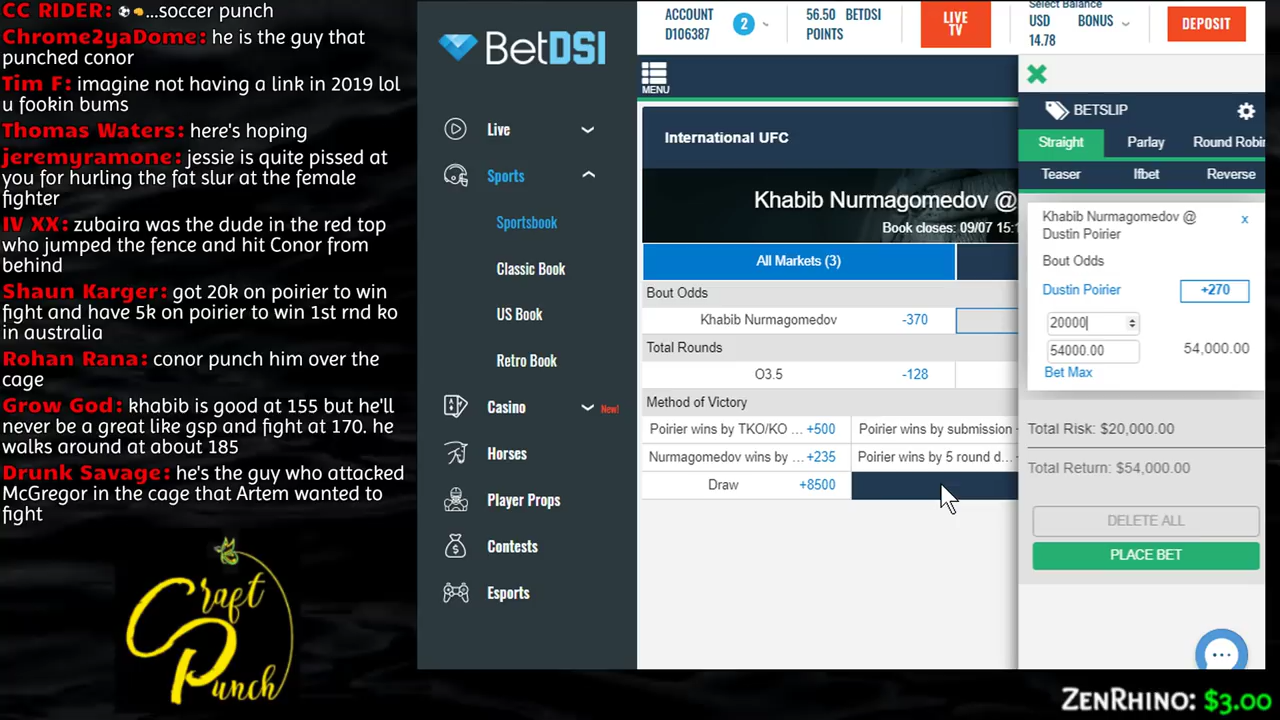 CC RIDER: ⚽👊...soccer punch
Chrome2yaDome: he is the guy that
punched conor
Tim F: imagine not having a link in 2019 lol
u fookin bums
Thomas Waters: here's hoping
jeremyramone: jessie is quite pissed at
you for hurling the fat slur at the female
fighter
IV XX: zubaira was the dude in the red top
who jumped the fence and hit Conor from
behind
Shaun Karger: got 20k on poirier to win
fight and have 5k on poirier to win 1st rnd ko
in australia
Rohan Rana: conor punch him over the
cage
Grow God: khabib is good at 155 but he'll
never be a great like gsp and fight at 170. he
walks around at about 185
Drunk Savage: he's the guy who attacked
McGregor in the cage that Artem wanted to
fight
Craft
Punch
BetDSI
Live
Sports
Sportsbook
Classic Book
US Book
Retro Book
Casino
New!
Horses
Player Props
Contests
Esports
ACCOUNT
D106387
2
56.50 BETDSI
POINTS
LIVE
TV
Select Balance
USD
14.78
BONUS
DEPOSIT
MENU
International UFC
Khabib Nurmagomedov @
Book closes: 09/07 15:1
All Markets (3)
Bout Odds
Khabib Nurmagomedov -370
Total Rounds
O3.5 -128
Method of Victory
Poirier wins by TKO/KO ... +500 Poirier wins by submission
Nurmagomedov wins by ... +235 Poirier wins by 5 round d...
Draw +8500
BETSLIP
Straight Parlay Round Robin
Teaser Ifbet Reverse
Khabib Nurmagomedov @ x
Dustin Poirier
Bout Odds
Dustin Poirier +270
20000
54000.00 54,000.00
Bet Max
Total Risk: $20,000.00
Total Return: $54,000.00
DELETE ALL
PLACE BET
ZenRhino: $3.00